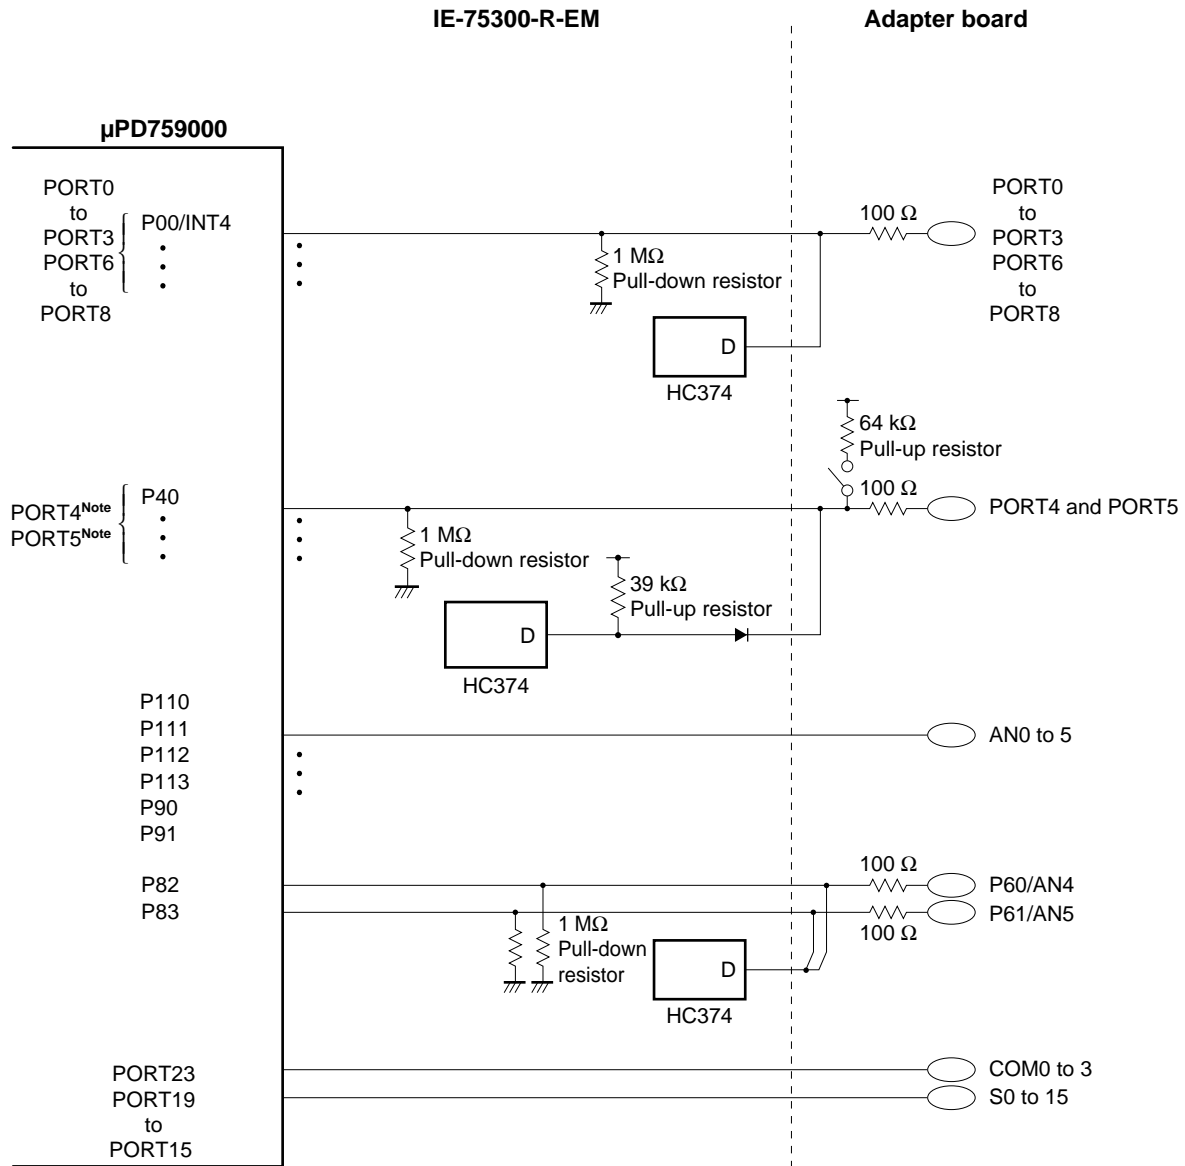 IE-75300-R-EM
Adapter board
µPD759000
PORT0
to
PORT3
PORT6
to
PORT8
P00/INT4
1 MΩ
Pull-down resistor
D
HC374
100 Ω
PORT0
to
PORT3
PORT6
to
PORT8
64 kΩ
Pull-up resistor
100 Ω
PORT4 and PORT5
PORT4Note
PORT5Note
P40
1 MΩ
Pull-down resistor
39 kΩ
Pull-up resistor
D
HC374
P110
P111
P112
P113
P90
P91
AN0 to 5
P82
P83
1 MΩ
Pull-down
resistor
D
HC374
100 Ω
P60/AN4
P61/AN5
100 Ω
PORT23
PORT19
to
PORT15
COM0 to 3
S0 to 15